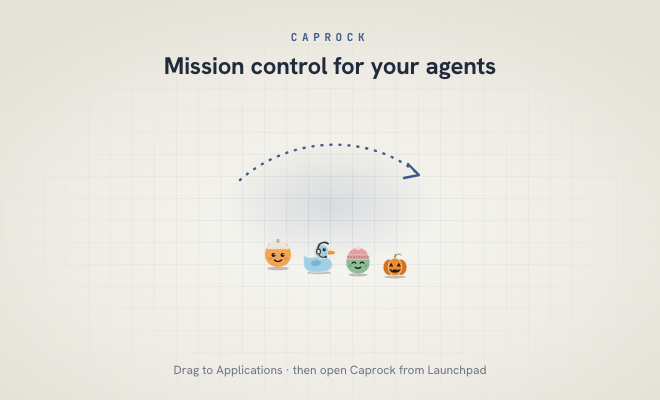 CAPROCK
Mission control for your agents
Drag to Applications · then open Caprock from Launchpad